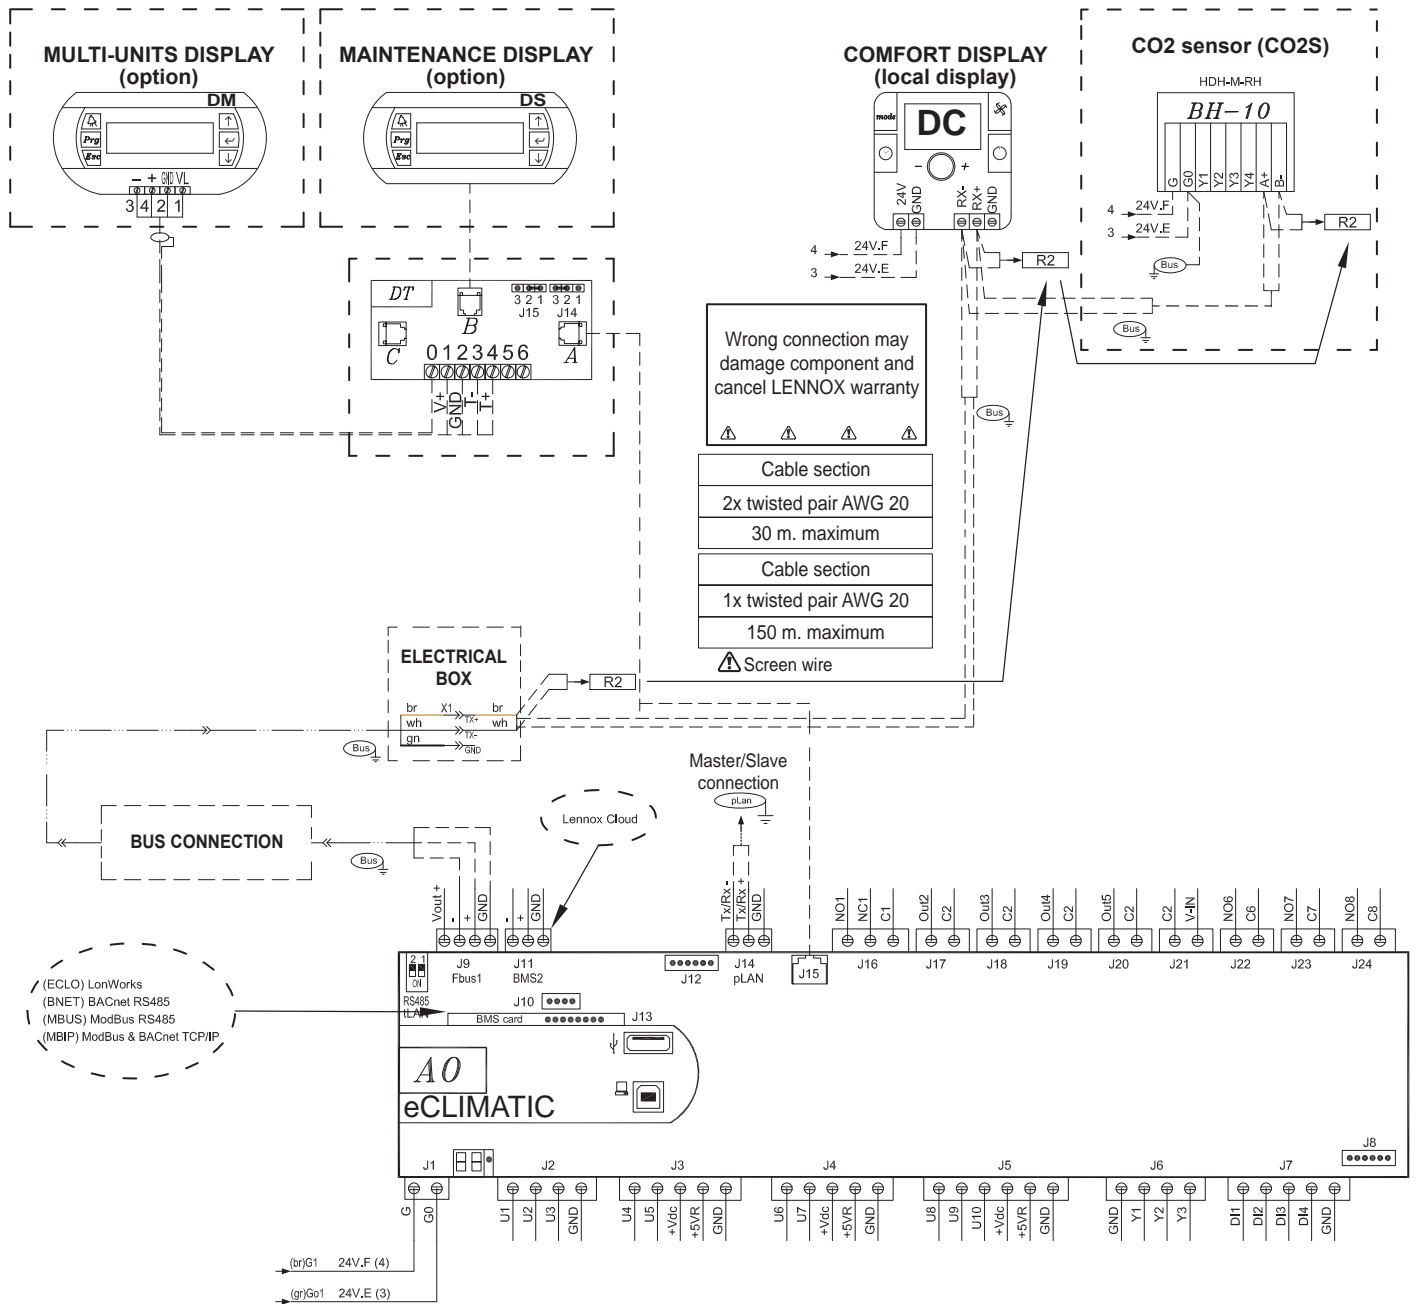 MULTI-UNITS DISPLAY
(option)
DM
Prg
Esc
- + GND VL
3 4 2 1
MAINTENANCE DISPLAY
(option)
DS
Prg
Esc
COMFORT DISPLAY
(local display)
mode
DC
- +
24V
GND
RX-
RX+
GND
4 24V.F
3 24V.E
R2
CO2 sensor (CO2S)
HDH-M-RH
BH-10
G
G0
Y1
Y2
Y3
Y4
A+
B-
4 24V.F
3 24V.E
Bus
R2
Bus
DT
B
3 2 1
J15
3 2 1
J14
C
A
0 1 2 3 4 5 6
V+
GND
T-
T+
Wrong connection may
damage component and
cancel LENNOX warranty
Bus
Cable section
2x twisted pair AWG 20
30 m. maximum
Cable section
1x twisted pair AWG 20
150 m. maximum
Screen wire
ELECTRICAL
BOX
R2
br X1 TX+ br
wh TX- wh
gn GND
Bus
Master/Slave
connection
pLan
BUS CONNECTION
Bus
Lennox Cloud
Vout +
-
+
GND
-
+
GND
Tx/Rx -
Tx/Rx +
GND
NO1
NC1
C1
Out2
C2
Out3
C2
Out4
C2
Out5
C2
C2
V-IN
NO6
C6
NO7
C7
NO8
C8
2 1
ON
RS485
tLAN
J9
Fbus1
J11
BMS2
J12
J14
pLAN
J15
J16
J17
J18
J19
J20
J21
J22
J23
J24
(ECLO) LonWorks
(BNET) BACnet RS485
(MBUS) ModBus RS485
(MBIP) ModBus & BACnet TCP/IP
J10
BMS card
J13
A0
eCLIMATIC
J8
J1
J2
J3
J4
J5
J6
J7
G
G0
U1
U2
U3
GND
U4
U5
+Vdc
+5VR
GND
U6
U7
+Vdc
+5VR
GND
U8
U9
U10
+Vdc
+5VR
GND
GND
Y1
Y2
Y3
DI1
DI2
DI3
DI4
GND
(br)G1 24V.F (4)
(gr)Go1 24V.E (3)